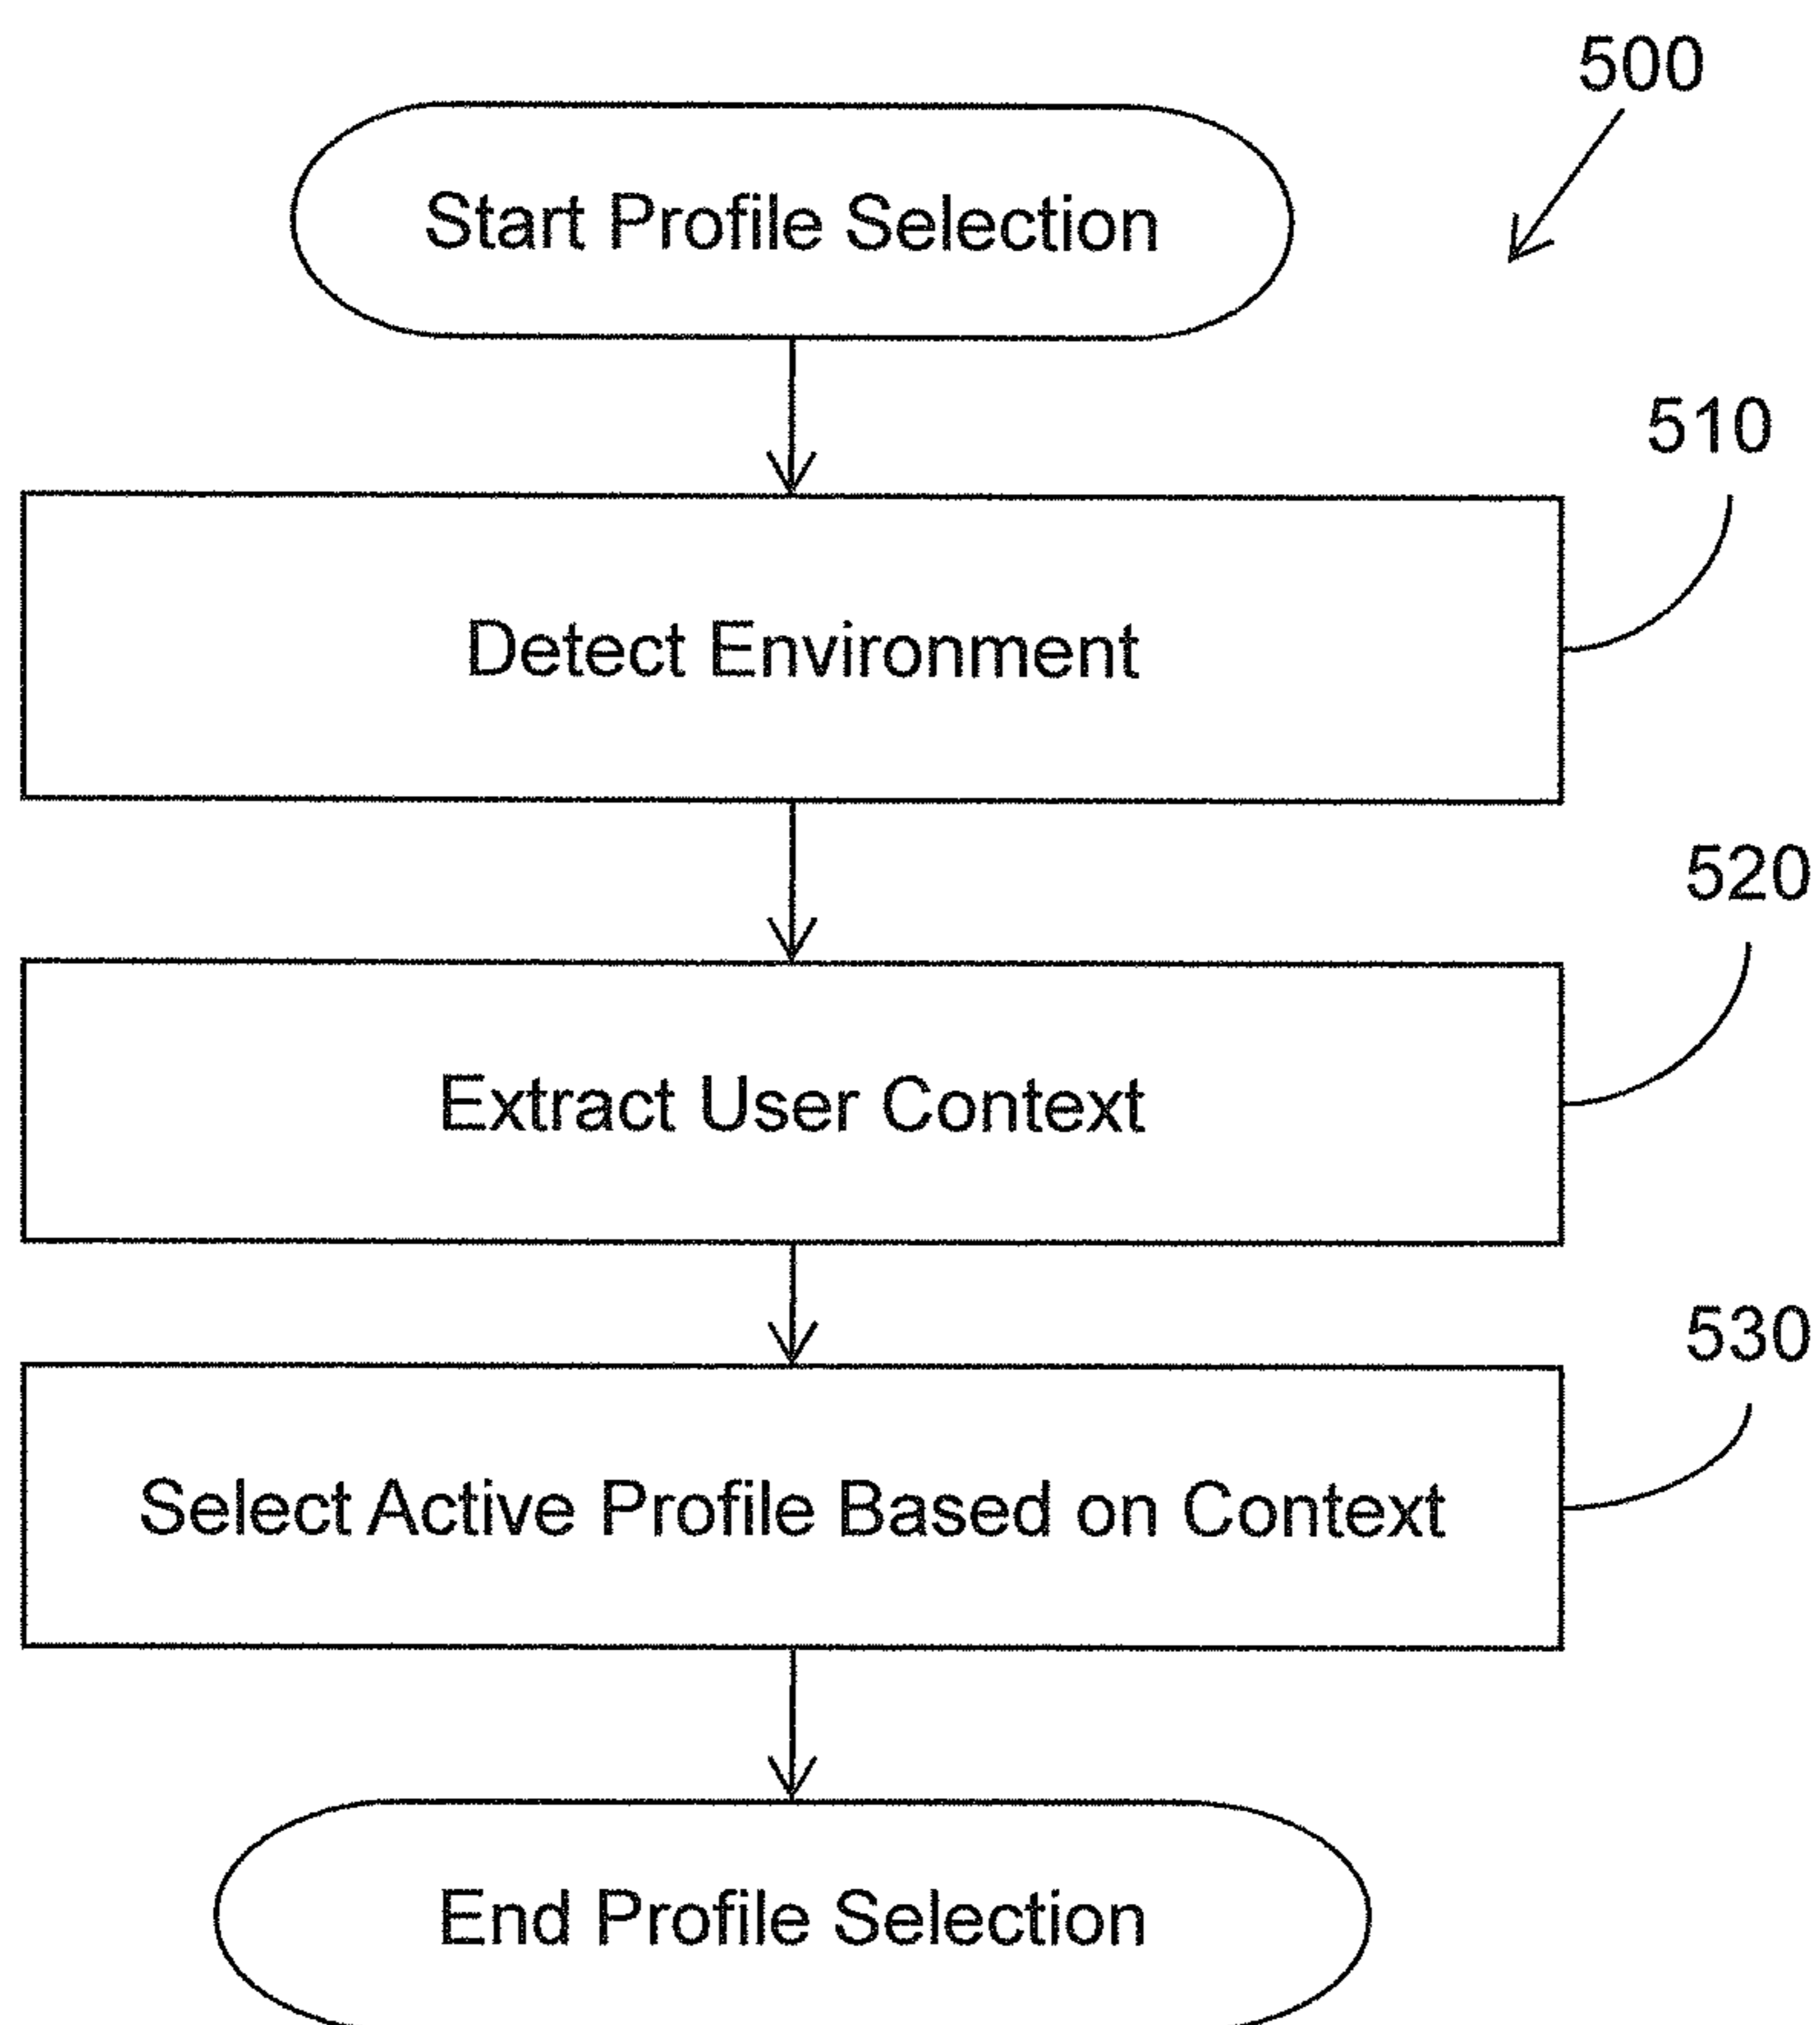 500
Start Profile Selection
510
Detect Environment
520
Extract User Context
530
Select Active Profile Based on Context
End Profile Selection